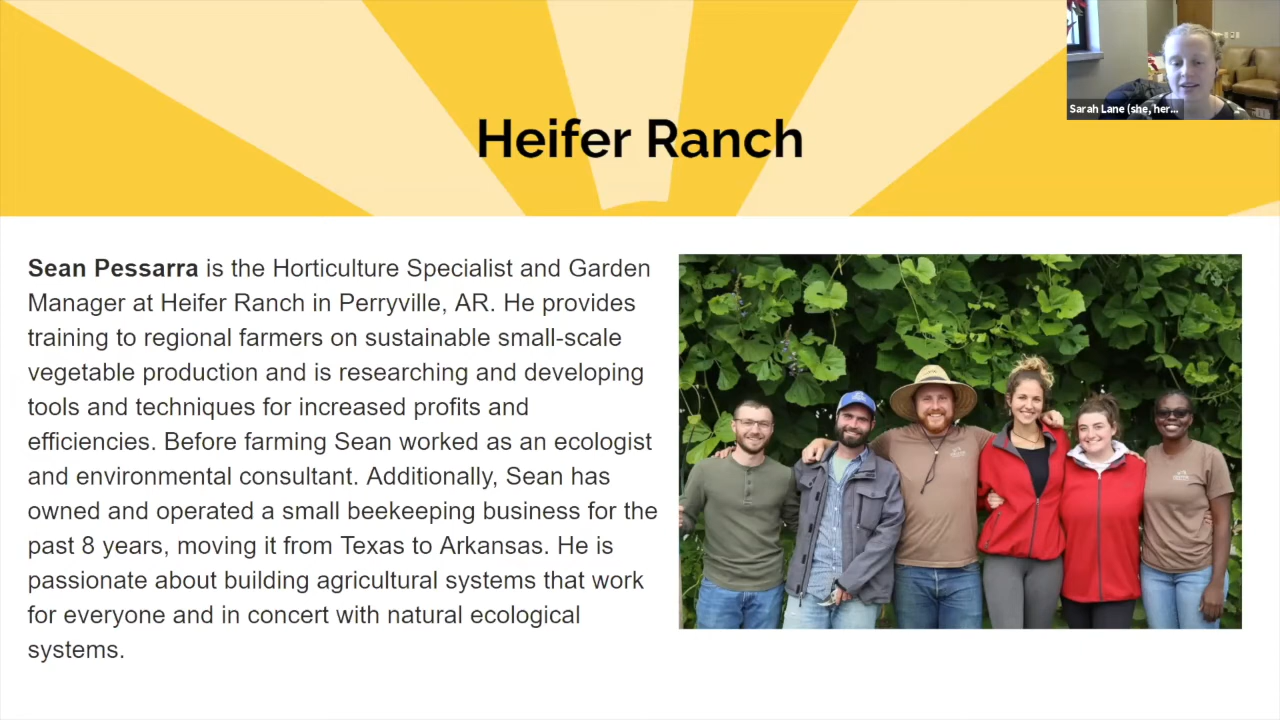 Sarah Lane (she, her...
Heifer Ranch
Sean Pessarra is the Horticulture Specialist and Garden
Manager at Heifer Ranch in Perryville, AR. He provides
training to regional farmers on sustainable small-scale
vegetable production and is researching and developing
tools and techniques for increased profits and
efficiencies. Before farming Sean worked as an ecologist
and environmental consultant. Additionally, Sean has
owned and operated a small beekeeping business for the
past 8 years, moving it from Texas to Arkansas. He is
passionate about building agricultural systems that work
for everyone and in concert with natural ecological
systems.